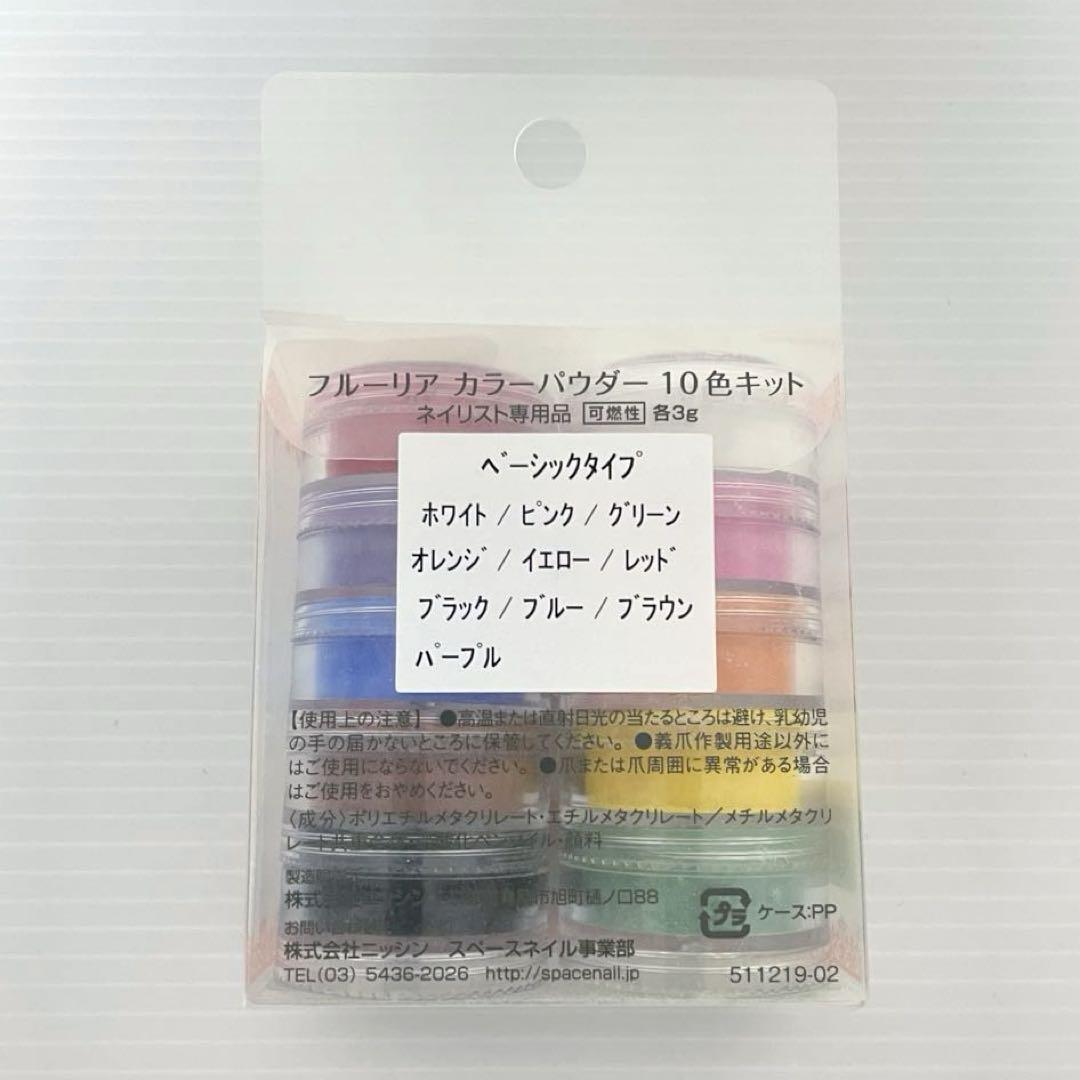 フルーリア カラーパウダー 10色キット
ネイリスト専用品 可燃性 各3g
ベーシックタイプ
ホワイト / ピンク / グリーン
オレンジ / イエロー / レッド
ブラック / ブルー / ブラウン
パープル
【使用上の注意】 ●高温または直射日光の当たるところは避け、乳幼児
の手の届かないところに保管してください。 ●義爪作製用途以外に
はご使用にならないでください。 ●爪または爪周囲に異常がある場合
はご使用をおやめください。
〈成分〉ポリエチルメタクリレート・エチルメタクリレート／メチルメタクリ
レート
顔料
製造
株式 市旭町樋ノ口88
お問い
プラ ケース:PP
株式会社ニッシン スペースネイル事業部
TEL(03) 5436-2026 http://spacenail.jp 511219-02